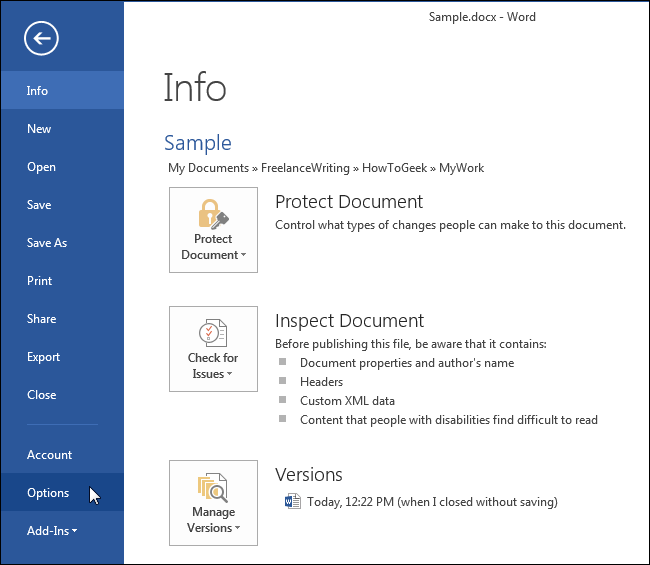 Sample.docx - Word
Info
New
Open
Save
Save As
Print
Share
Export
Close
Account
Options
Add-Ins
Info
Sample
My Documents » FreelanceWriting » HowToGeek » MyWork
Protect
Document
Protect Document
Control what types of changes people can make to this document.
Check for
Issues
Inspect Document
Before publishing this file, be aware that it contains:
Document properties and author's name
Headers
Custom XML data
Content that people with disabilities find difficult to read
Manage
Versions
Versions
Today, 12:22 PM (when I closed without saving)